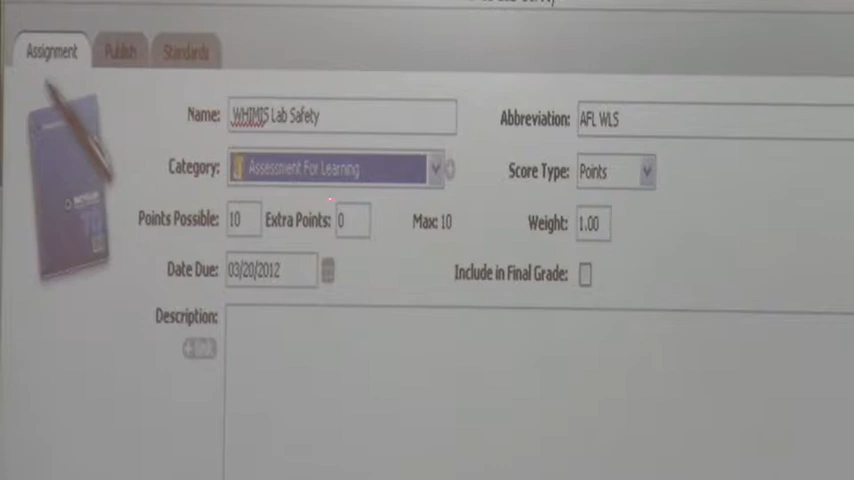 Assignment Publish Standards
Name: WHIMIS Lab Safety Abbreviation: AFL WLS
Category: Assessment For Learning Score Type: Points
Points Possible: 10 Extra Points: 0 Max: 10 Weight: 1.00
Date Due: 03/20/2012 Include in Final Grade:
Description: